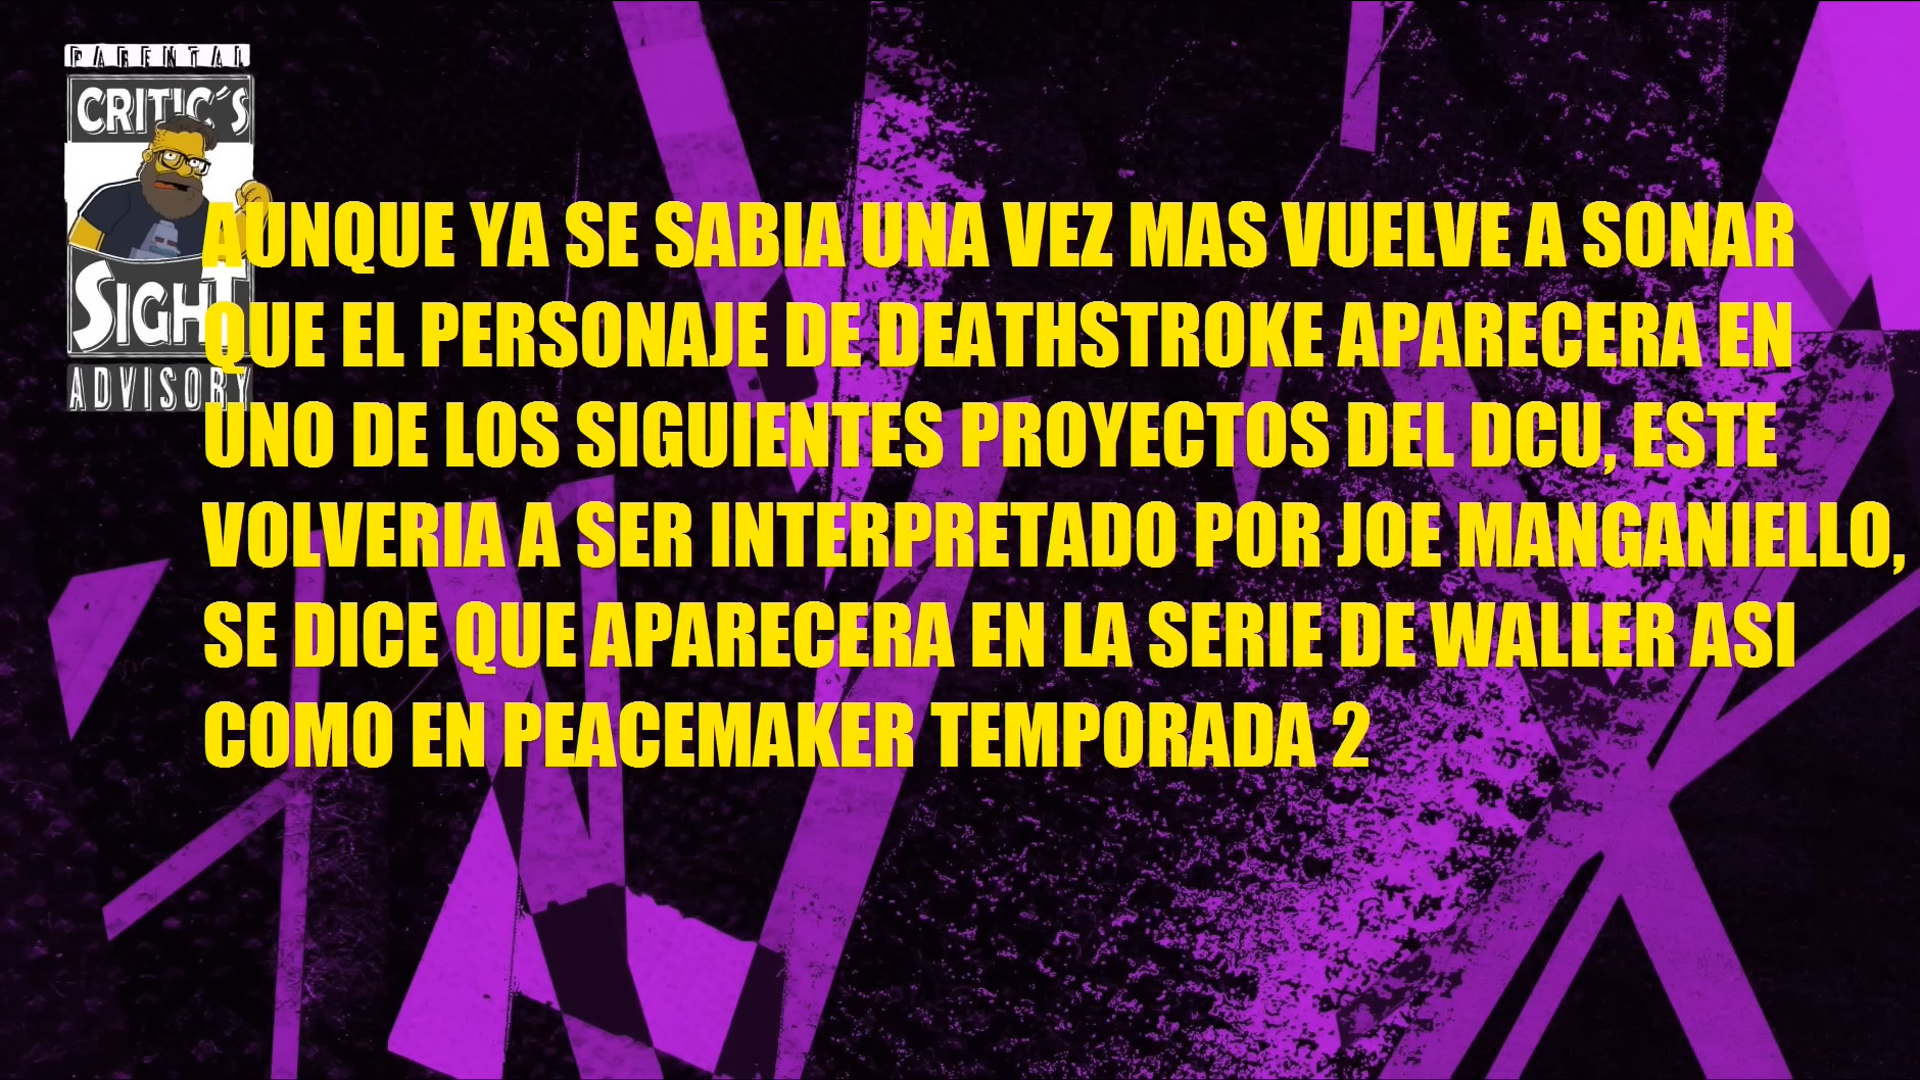 PARENTAL
CRITIC´S
SIGHT
ADVISORY
AUNQUE YA SE SABIA UNA VEZ MAS VUELVE A SONAR
QUE EL PERSONAJE DE DEATHSTROKE APARECERA EN
UNO DE LOS SIGUIENTES PROYECTOS DEL DCU, ESTE
VOLVERIA A SER INTERPRETADO POR JOE MANGANIELLO,
SE DICE QUE APARECERA EN LA SERIE DE WALLER ASI
COMO EN PEACEMAKER TEMPORADA 2